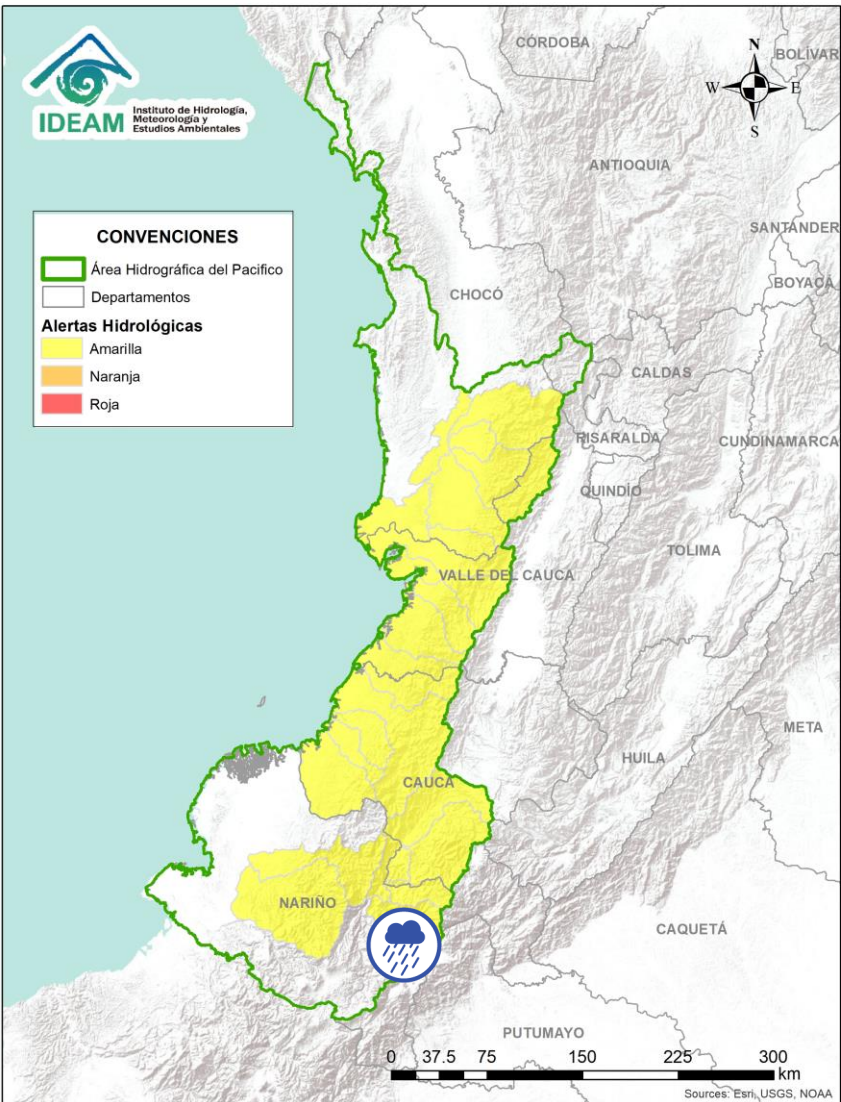 IDEAM
Instituto de Hidrología,
Meteorología y
Estudios Ambientales
N
W
E
S
CÓRDOBA
BOLÍVAR
ANTIOQUIA
SANTANDER
BOYACÁ
CHOCÓ
CALDAS
RISARALDA
CUNDINAMARCA
QUINDÍO
TOLIMA
VALLE DEL CAUCA
META
HUILA
CAUCA
NARIÑO
CAQUETÁ
PUTUMAYO
CONVENCIONES
Área Hidrográfica del Pacifico
Departamentos
Alertas Hidrológicas
Amarilla
Naranja
Roja
0 37.5 75 150 225 300
km
Sources: Esri, USGS, NOAA